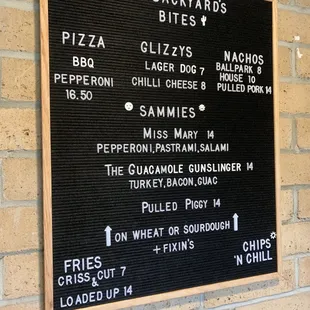 BACKYARD'S
BITES
PIZZA
BBQ
PEPPERONI
16.50
GLIZZYS
LAGER DOG 7
CHILLI CHEESE 8
NACHOS
BALLPARK 8
HOUSE 10
PULLED PORK 14
SAMMIES
MISS MARY 14
PEPPERONI, PASTRAMI, SALAMI
THE GUACAMOLE GUNSLINGER 14
TURKEY, BACON, GUAC
PULLED PIGGY 14
ON WHEAT OR SOURDOUGH
+ FIXIN'S
FRIES
CRISS CUT 7
&
LOADED UP 14
CHIPS
'N CHILL